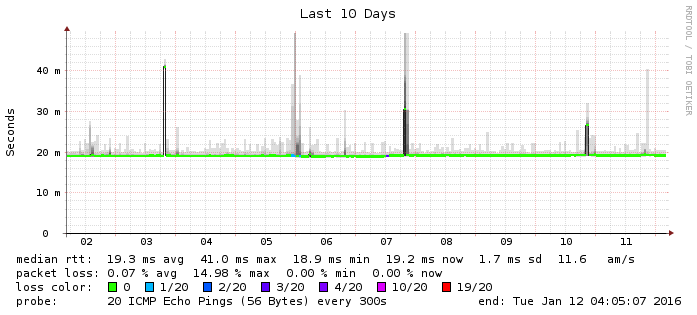 Last 10 Days
RRDTOOL / TOBI OETIKER
Seconds
40 m
30 m
20 m
10 m
0
02 03 04 05 06 07 08 09 10 11
median rtt: 19.3 ms avg 41.0 ms max 18.9 ms min 19.2 ms now 1.7 ms sd 11.6 am/s
packet loss: 0.07 % avg 14.98 % max 0.00 % min 0.00 % now
loss color: 0 1/20 2/20 3/20 4/20 10/20 19/20
probe: 20 ICMP Echo Pings (56 Bytes) every 300s end: Tue Jan 12 04:05:07 2016